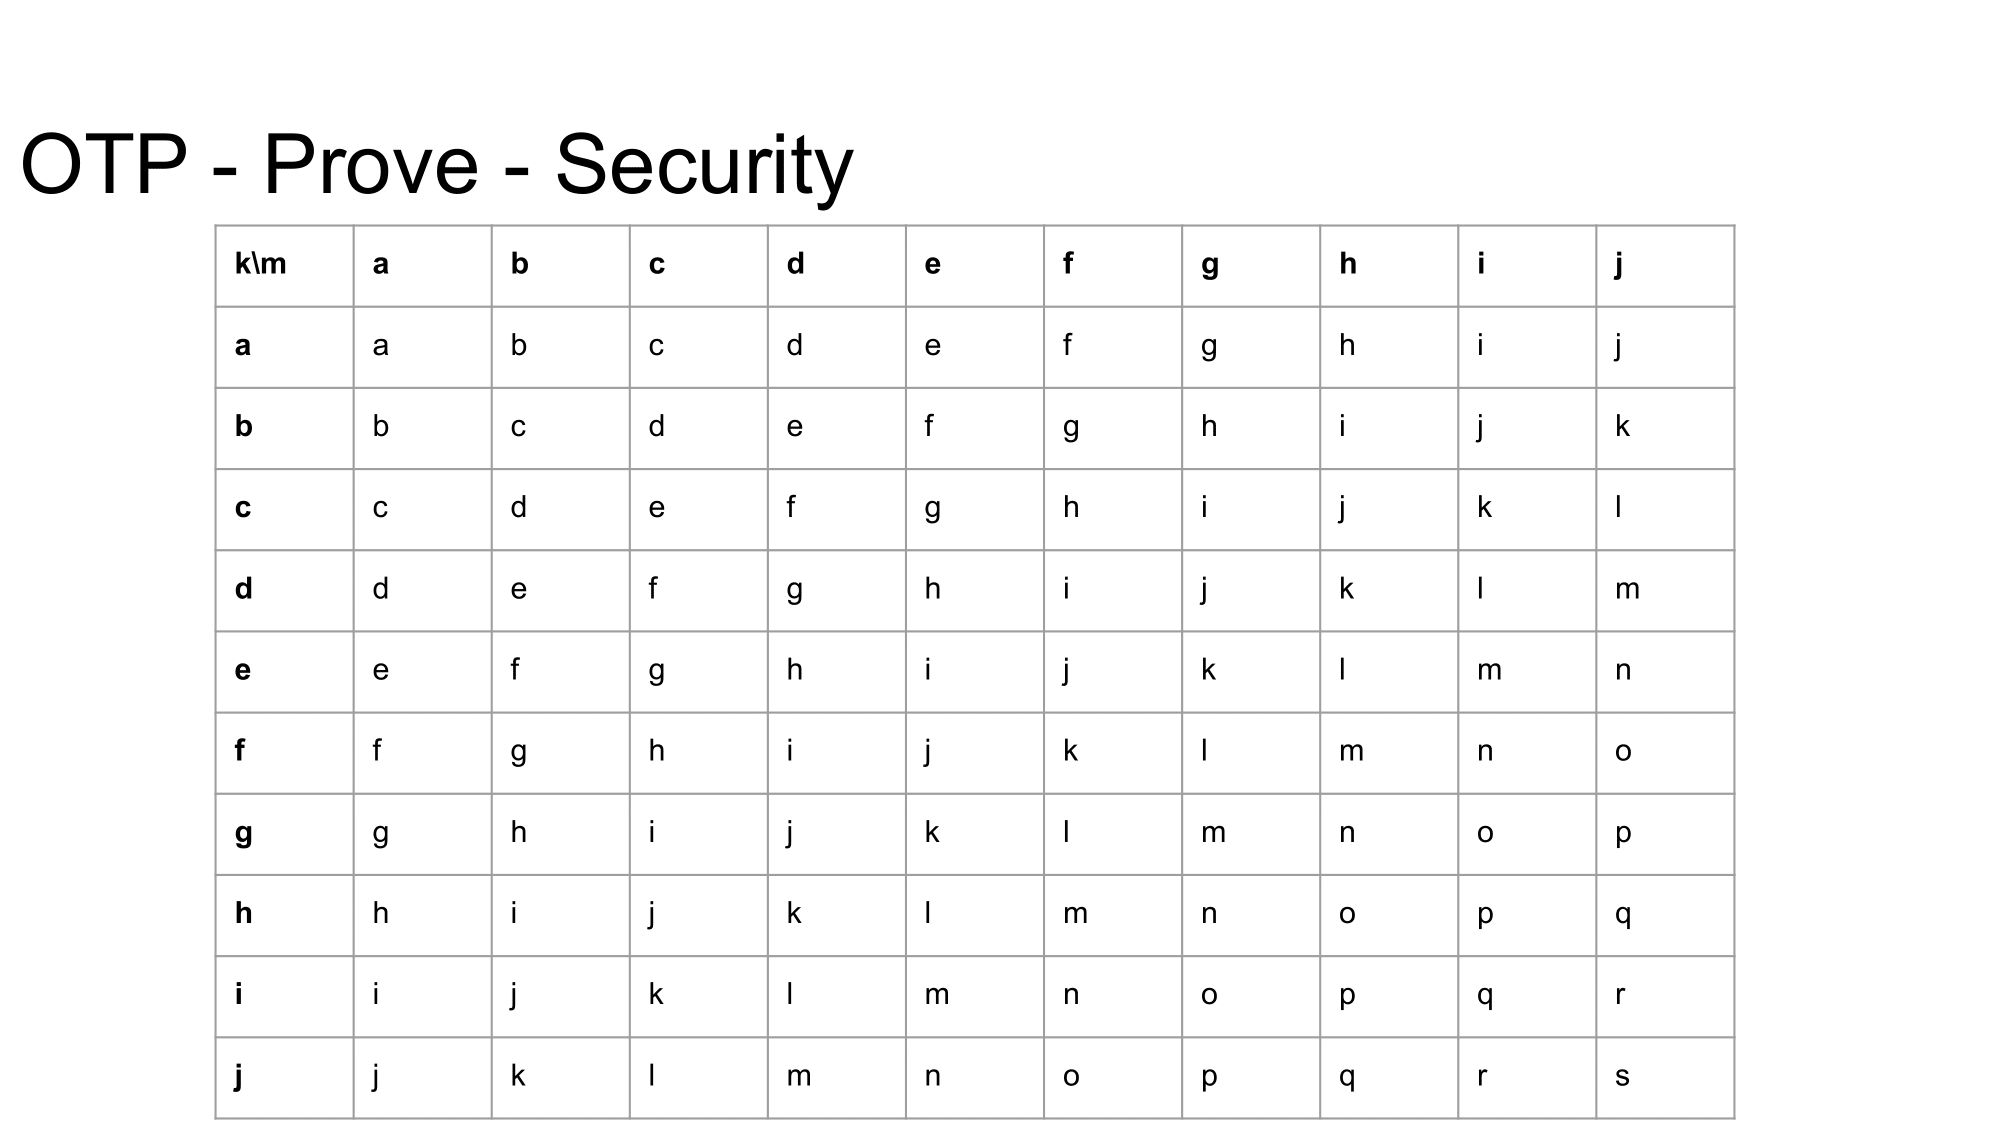 OTP - Prove - Security
k\m a b c d e f g h i j
a a b c d e f g h i j
b b c d e f g h i j k
c c d e f g h i j k l
d d e f g h i j k l m
e e f g h i j k l m n
f f g h i j k l m n o
g g h i j k l m n o p
h h i j k l m n o p q
i i j k l m n o p q r
j j k l m n o p q r s